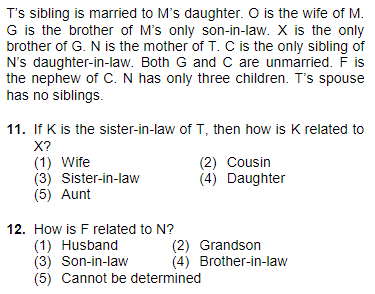 T's sibling is married to M's daughter. O is the wife of M.
G is the brother of M's only son-in-law. X is the only
brother of G. N is the mother of T. C is the only sibling of
N's daughter-in-law. Both G and C are unmarried. F is
the nephew of C. N has only three children. T's spouse
has no siblings.
11. If K is the sister-in-law of T, then how is K related to
X?
(1) Wife (2) Cousin
(3) Sister-in-law (4) Daughter
(5) Aunt
12. How is F related to N?
(1) Husband (2) Grandson
(3) Son-in-law (4) Brother-in-law
(5) Cannot be determined